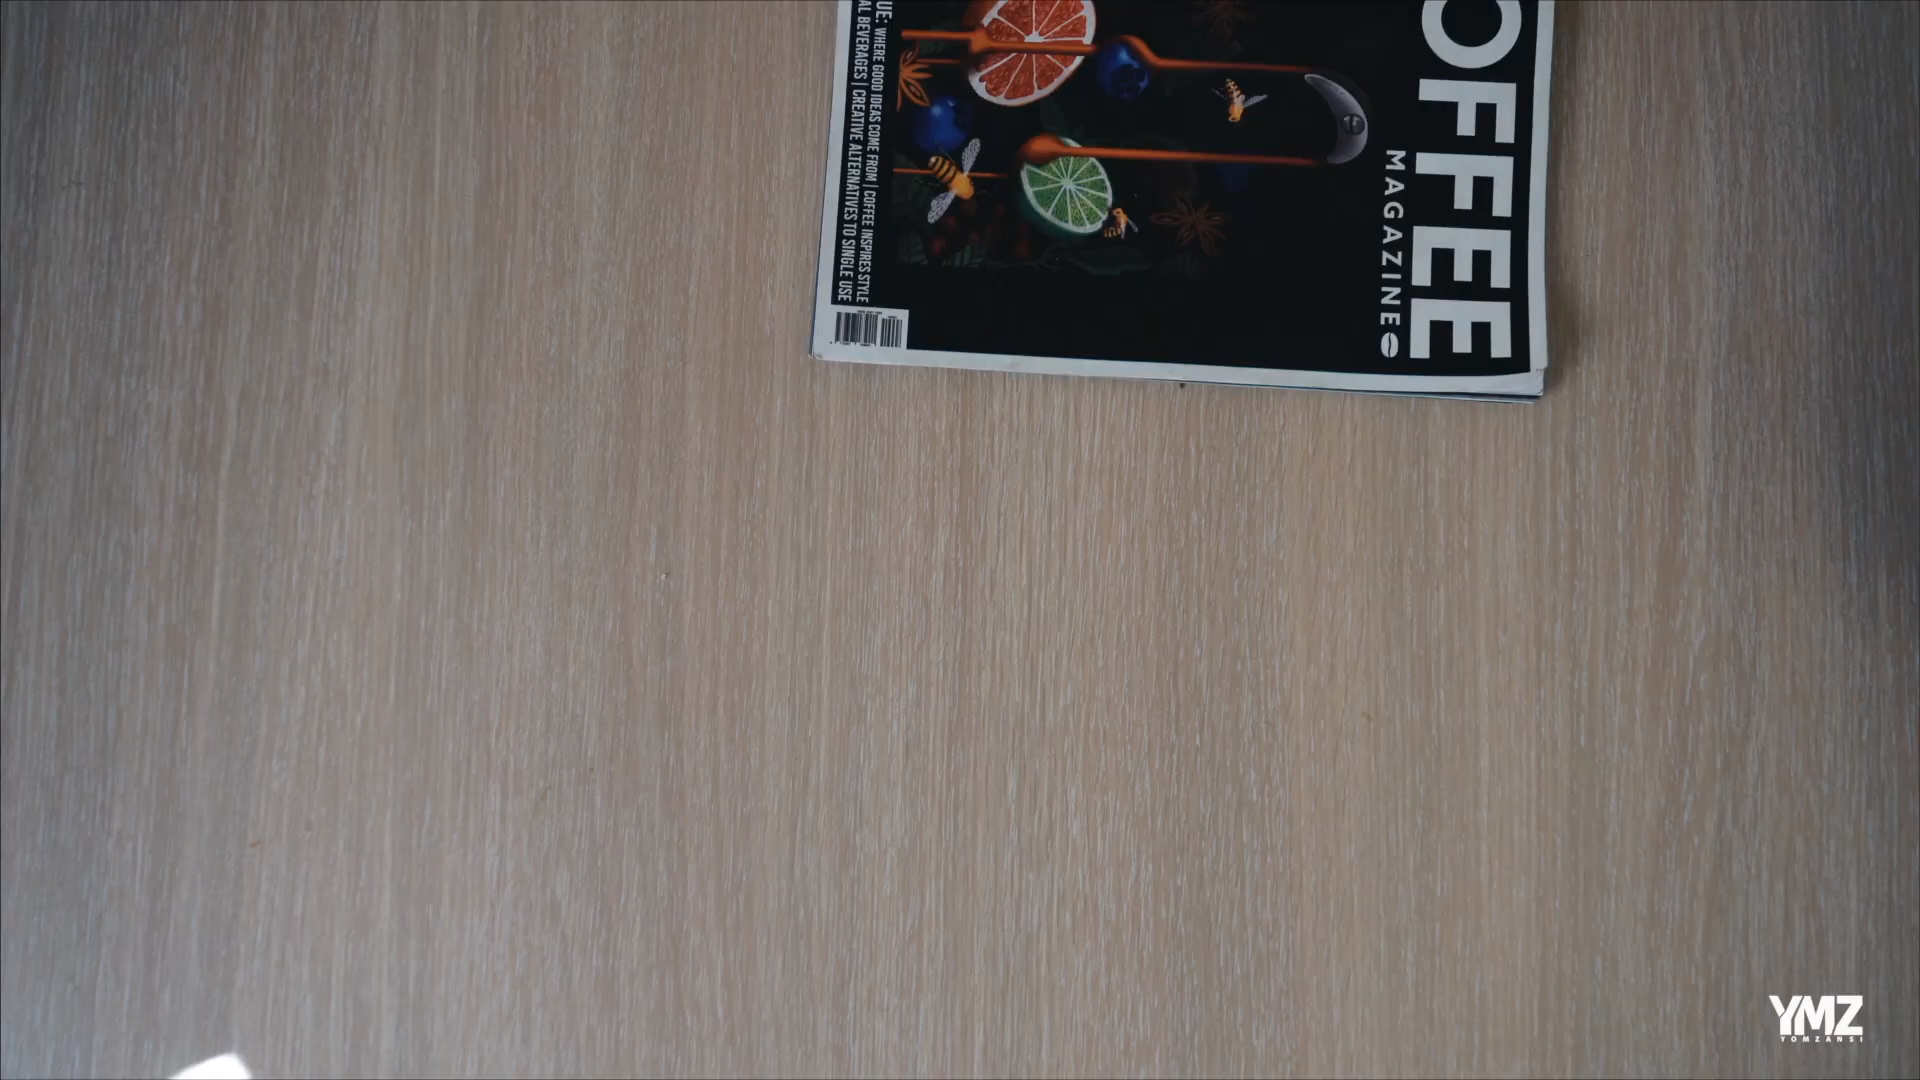 OFFEE
MAGAZINE
UE: WHERE GOOD IDEAS COME FROM | COFFEE INSPIRES STYLE
AL BEVERAGES | CREATIVE ALTERNATIVES TO SINGLE USE
YMZ
YOMZANSI